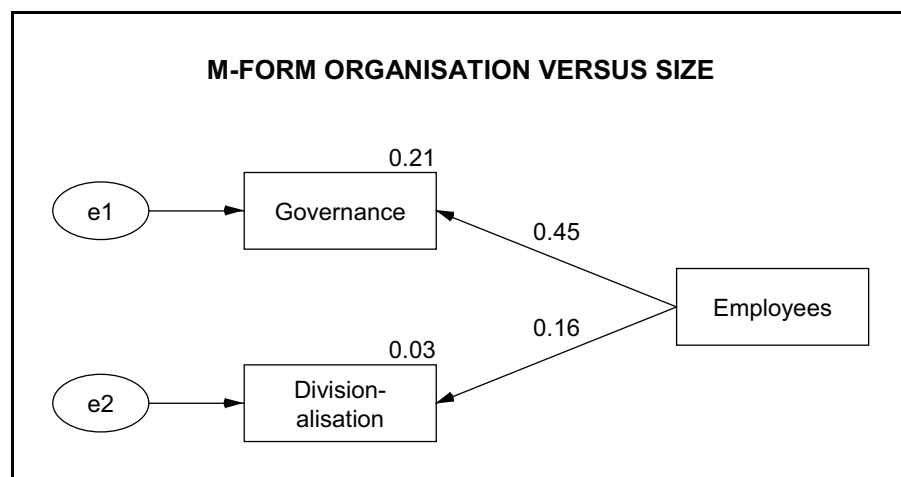 M-FORM ORGANISATION VERSUS SIZE
0.21
e1
Governance
0.45
Employees
0.16
0.03
e2
Division-
alisation